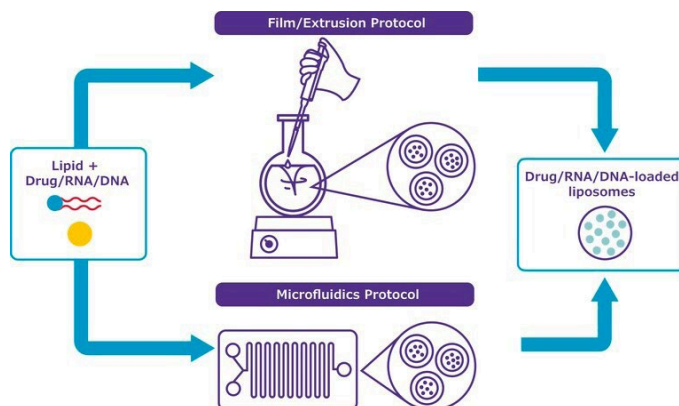 Film/Extrusion Protocol
Lipid +
Drug/RNA/DNA
Drug/RNA/DNA-loaded
liposomes
Microfluidics Protocol